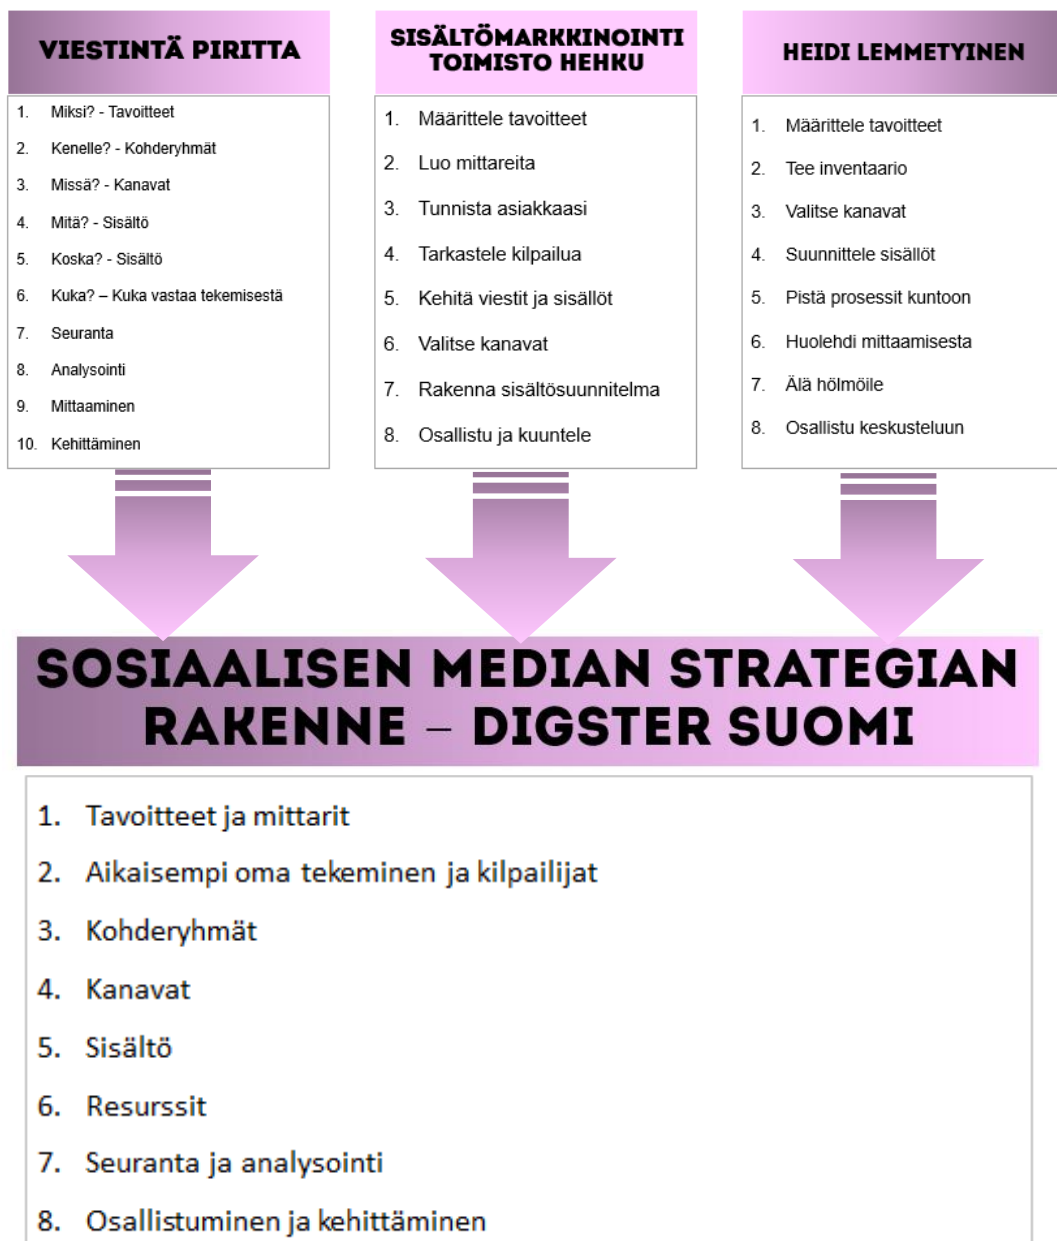 VIESTINTÄ PIRITTA
1. Miksi? - Tavoitteet
2. Kenelle? - Kohderyhmät
3. Missä? - Kanavat
4. Mitä? - Sisältö
5. Koska? - Sisältö
6. Kuka? – Kuka vastaa tekemisestä
7. Seuranta
8. Analysointi
9. Mittaaminen
10. Kehittäminen
SISÄLTÖMARKKINOINTI
TOIMISTO HEHKU
1. Määrittele tavoitteet
2. Luo mittareita
3. Tunnista asiakkaasi
4. Tarkastele kilpailua
5. Kehitä viestit ja sisällöt
6. Valitse kanavat
7. Rakenna sisältösuunnitelma
8. Osallistu ja kuuntele
HEIDI LEMMETYINEN
1. Määrittele tavoitteet
2. Tee inventaario
3. Valitse kanavat
4. Suunnittele sisällöt
5. Pistä prosessit kuntoon
6. Huolehdi mittaamisesta
7. Älä hölmöile
8. Osallistu keskusteluun
SOSIAALISEN MEDIAN STRATEGIAN
RAKENNE – DIGSTER SUOMI
1. Tavoitteet ja mittarit
2. Aikaisempi oma tekeminen ja kilpailijat
3. Kohderyhmät
4. Kanavat
5. Sisältö
6. Resurssit
7. Seuranta ja analysointi
8. Osallistuminen ja kehittäminen